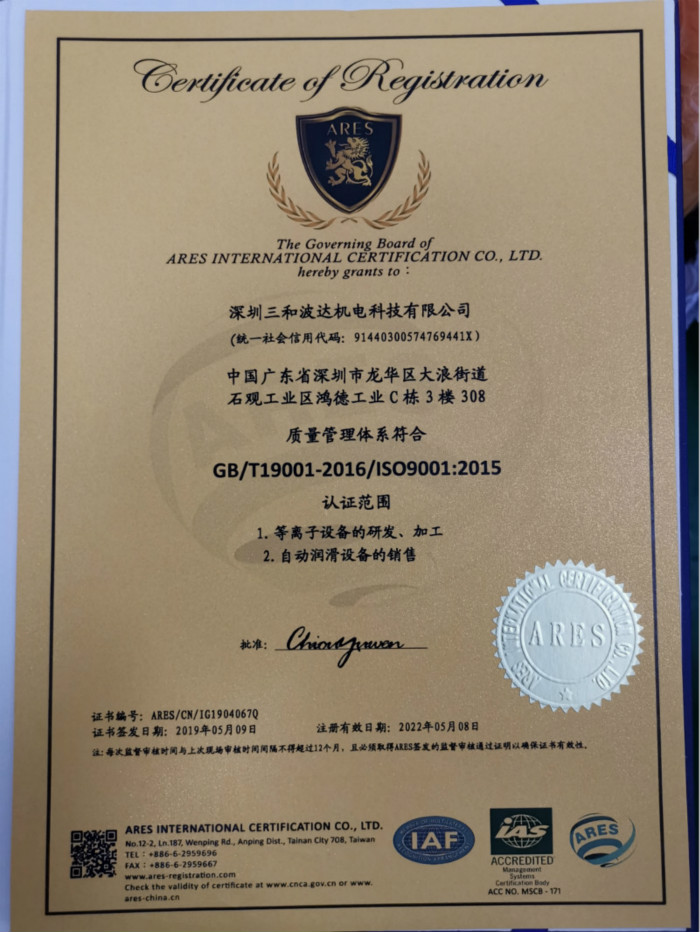 Certificate of Registration
ARES
The Governing Board of
ARES INTERNATIONAL CERTIFICATION CO., LTD.
hereby grants to：
深圳三和波达机电科技有限公司
(统一社会信用代码: 91440300574769441X)
中国广东省深圳市龙华区大浪街道
石观工业区鸿德工业 C 栋 3 楼 308
质量管理体系符合
GB/T19001-2016/ISO9001:2015
认证范围
1. 等离子设备的研发、加工
2. 自动润滑设备的销售
ARES INTERNATIONAL CERTIFICATION CO., LTD.
ARES
批准:
证书编号: ARES/CN/IG1904067Q
证书签发日期: 2019年05月09日
注册有效日期: 2022年05月08日
注: 每次监督审核时间与上次现场审核时间间隔不得超过12个月, 且必须取得ARES签发的监督审核通过证明以确保证书有效性。
ARES INTERNATIONAL CERTIFICATION CO., LTD.
No.12-2, Ln.187, Wenping Rd., Anping Dist., Tainan City 708, Taiwan
TEL : +886-6-2959696
FAX : +886-6-2959667
www.ares-registration.com
Check the validity of certificate at www.cnca.gov.cn or www.
ares-china.cn
IAF
IAS
ACCREDITED
Management
Systems
Certification Body
ACC NO. MSCB - 171
ARES